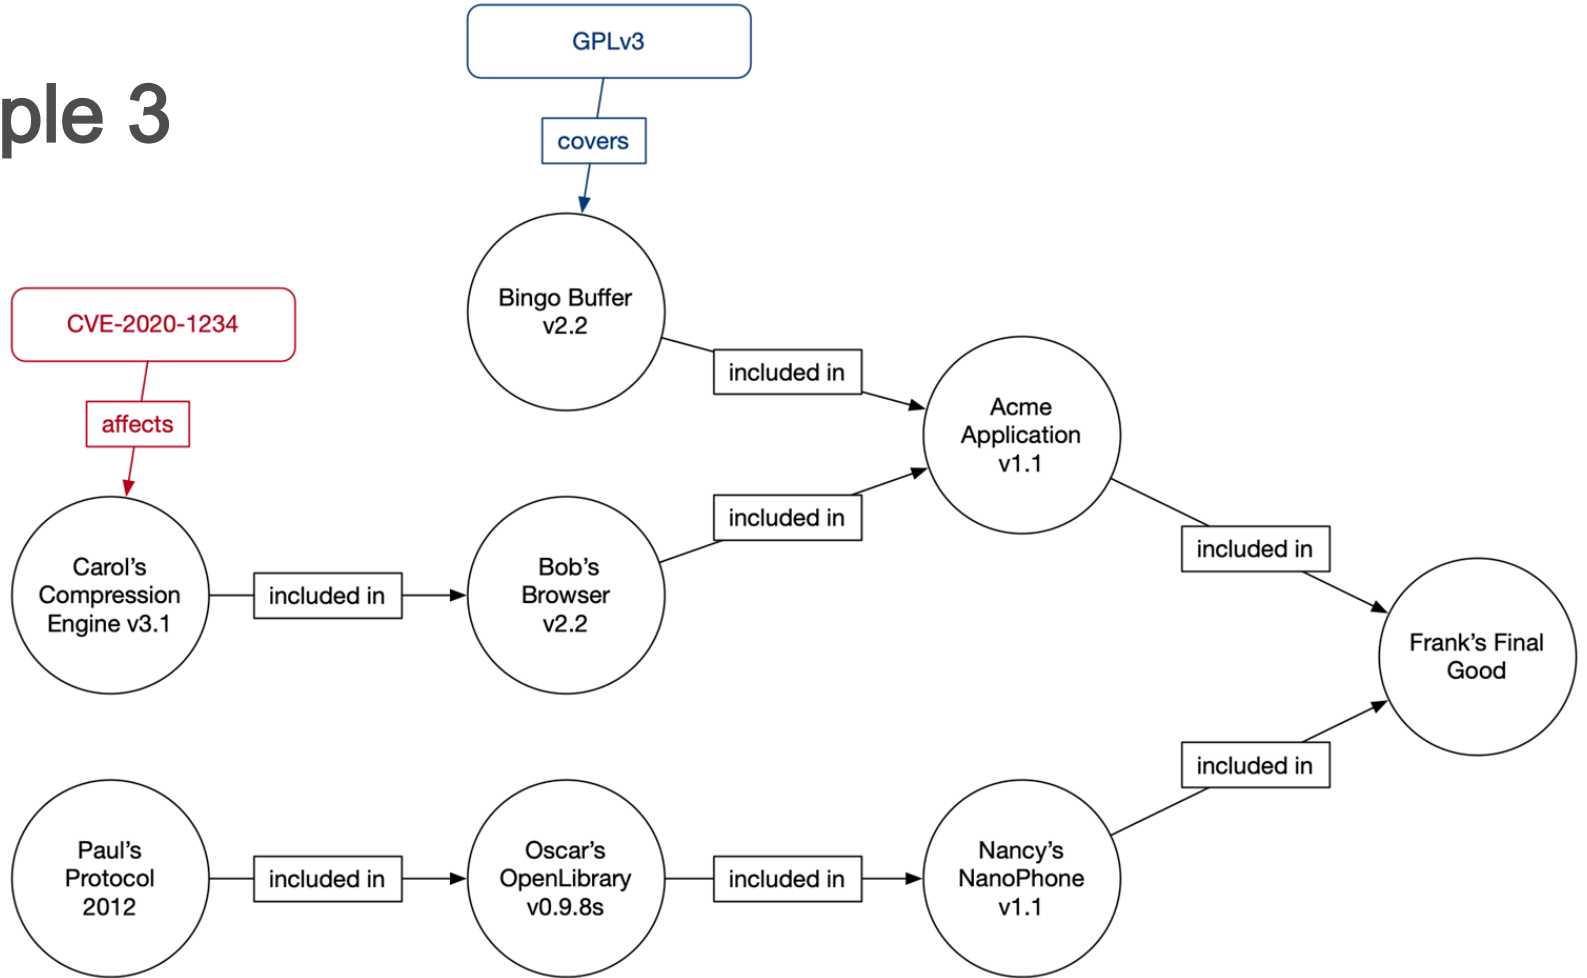 GPLv3
ple 3
covers
Bingo Buffer
v2.2
CVE-2020-1234
included in
affects
Acme
Application
v1.1
included in
included in
Carol's
Compression
Engine v3.1
included in
Bob's
Browser
v2.2
Frank's Final
Good
included in
Paul's
Protocol
2012
included in
Oscar's
OpenLibrary
v0.9.8s
included in
Nancy's
NanoPhone
v1.1